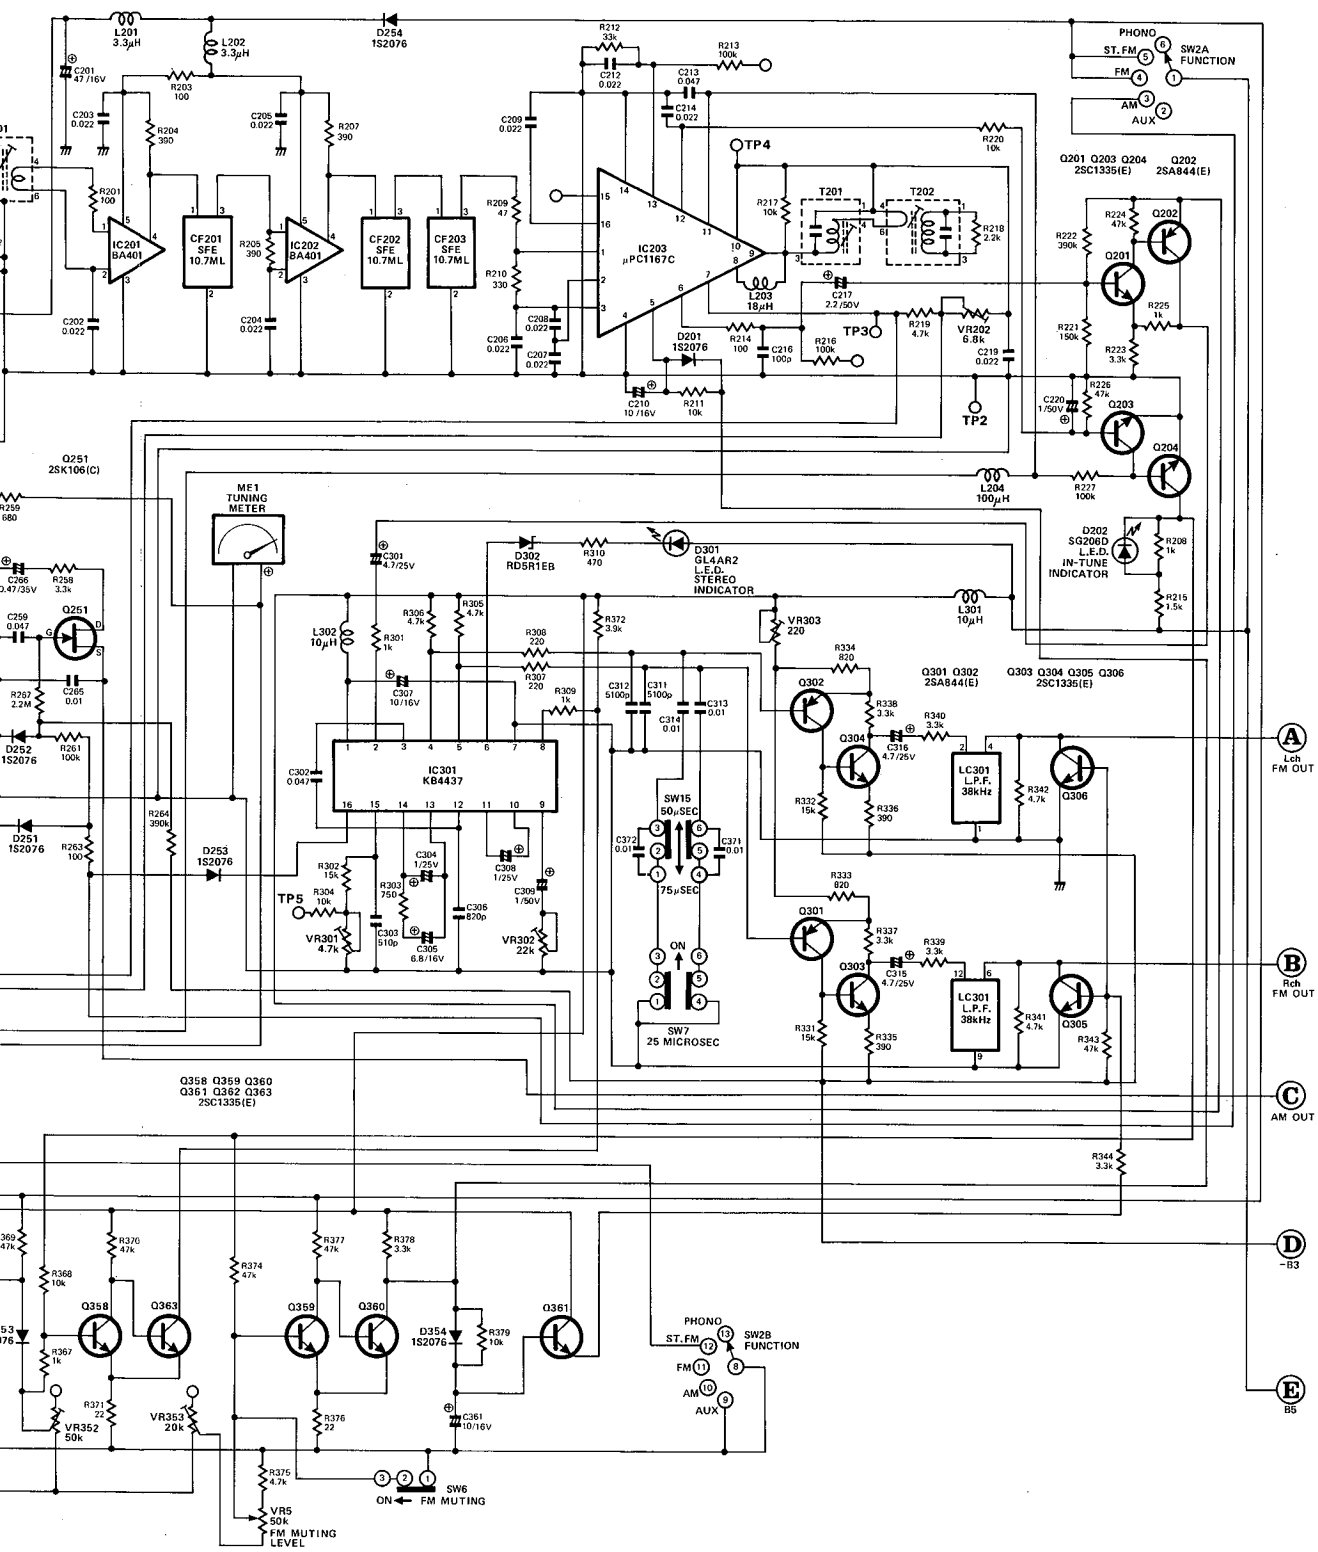 L201
3.3μH
L202
3.3μH
D254
1S2076
C201
47/16V
R203
100
C203
0.022
R204
390
C205
0.022
R207
390
R201
100
IC201
BA401
CF201
SFE
10.7ML
R205
390
IC202
BA401
CF202
SFE
10.7ML
CF203
SFE
10.7ML
C202
0.022
C204
0.022
R212
33k
C212
0.022
R213
100k
C213
0.047
C214
0.022
C209
0.022
R209
47
R210
330
C206
0.022
C208
0.022
C207
0.022
IC203
μPC1167C
TP4
R217
10k
T201
T202
R218
2.2k
L203
18μH
C217
2.2/50V
R220
10k
D201
1S2076
R214
100
C216
100p
R216
100k
TP3
R219
4.7k
VR202
6.8k
C219
0.022
C210
10/16V
R211
10k
TP2
PHONO
ST. FM
FM
AM
AUX
SW2A
FUNCTION
Q201 Q203 Q204
2SC1335(E)
Q202
2SA844(E)
R222
390k
R224
47k
Q202
Q201
R225
1k
R221
150k
R223
3.3k
C220
1/50V
R226
47k
Q203
Q204
L204
100μH
R227
100k
D202
SG206D
L.E.D.
IN-TUNE
INDICATOR
R208
1k
R215
1.5k
Q251
2SK106(C)
R259
680
ME1
TUNING
METER
C266
0.47/35V
R258
3.3k
C259
0.047
Q251
G
D
S
C265
0.01
R267
2.2M
D252
1S2076
R261
100k
D251
1S2076
R263
100
R264
390k
D253
1S2076
C301
4.7/25V
D302
RD5R1EB
R310
470
D301
GL4AR2
L.E.D.
STEREO
INDICATOR
L301
10μH
L302
10μH
R301
1k
R306
4.7k
R305
4.7k
R308
220
R307
220
R372
3.9k
C307
10/16V
R309
1k
C302
0.047
IC301
KB4437
C312
5100p
C311
5100p
C314
0.01
C313
0.01
VR303
220
R334
820
Q302
Q304
R338
3.3k
C316
4.7/25V
R340
3.3k
R332
15k
R336
390
Q301 Q302
2SA844(E)
Q303 Q304 Q305 Q306
2SC1335(E)
LC301
L.P.F.
38kHz
R342
4.7k
Q306
A
Lch
FM OUT
R302
15k
TP5
R304
10k
VR301
4.7k
R303
750
C303
510p
C304
1/25V
C305
6.8/16V
C306
820p
C308
1/25V
C309
1/50V
VR302
22k
SW15
50μSEC
C372
0.01
C371
0.01
75μSEC
ON
SW7
25 MICROSEC
R333
820
Q301
Q303
R337
3.3k
C315
4.7/25V
R339
3.3k
R331
15k
R335
390
LC301
L.P.F.
38kHz
R341
4.7k
Q305
R343
47k
B
Rch
FM OUT
C
AM OUT
R344
3.3k
D
-B3
E
B5
Q358 Q359 Q360
Q361 Q362 Q363
2SC1335(E)
R370
47k
R368
10k
Q358
Q363
R367
1k
R371
22
VR352
50k
VR353
20k
R374
47k
R377
47k
R378
3.3k
Q359
Q360
D354
1S2076
R379
10k
Q361
R376
22
C361
10/16V
R375
4.7k
VR5
50k
FM MUTING
LEVEL
SW6
ON ← FM MUTING
PHONO
ST.FM
FM
AM
AUX
SW2B
FUNCTION